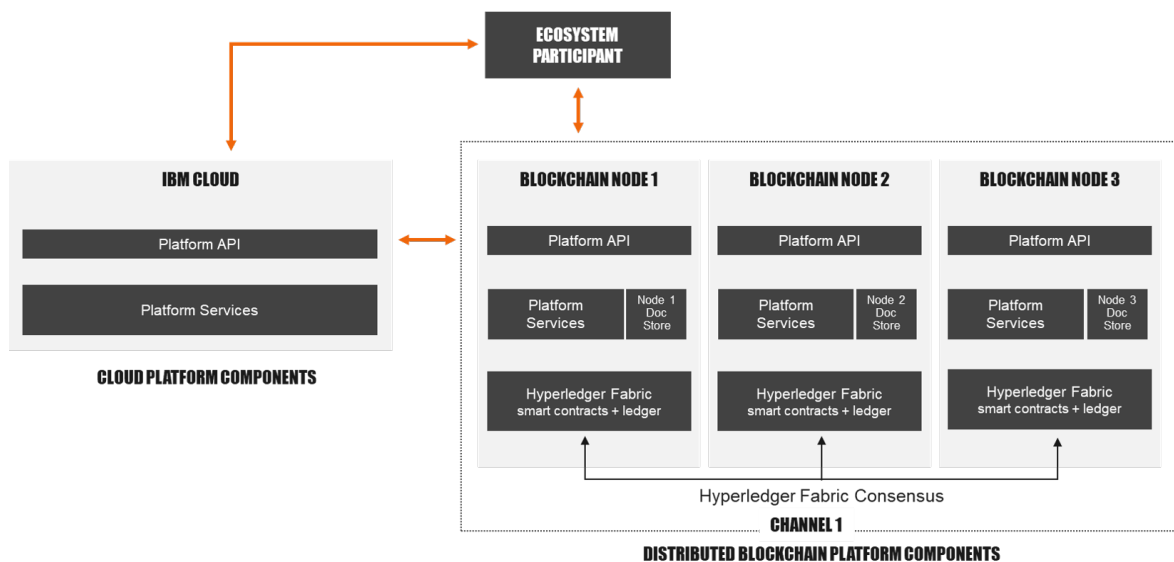 ECOSYSTEM
PARTICIPANT
IBM CLOUD
Platform API
Platform Services
CLOUD PLATFORM COMPONENTS
BLOCKCHAIN NODE 1
Platform API
Platform
Services
Node 1
Doc
Store
Hyperledger Fabric
smart contracts + ledger
BLOCKCHAIN NODE 2
Platform API
Platform
Services
Node 2
Doc
Store
Hyperledger Fabric
smart contracts + ledger
BLOCKCHAIN NODE 3
Platform API
Platform
Services
Node 3
Doc
Store
Hyperledger Fabric
smart contracts + ledger
Hyperledger Fabric Consensus
CHANNEL 1
DISTRIBUTED BLOCKCHAIN PLATFORM COMPONENTS